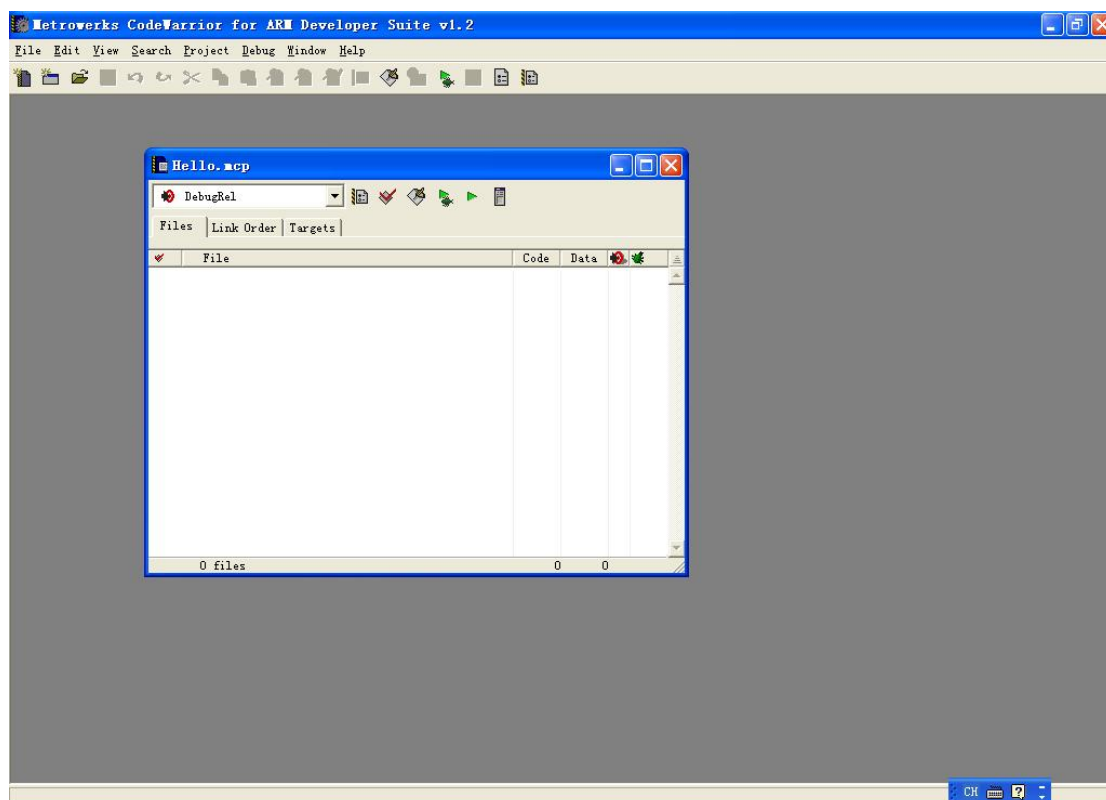 Metrowerks CodeWarrior for ARM Developer Suite v1.2
File Edit View Search Project Debug Window Help
Hello.mcp
DebugRel
Files Link Order Targets
File Code Data
0 files 0 0
CH